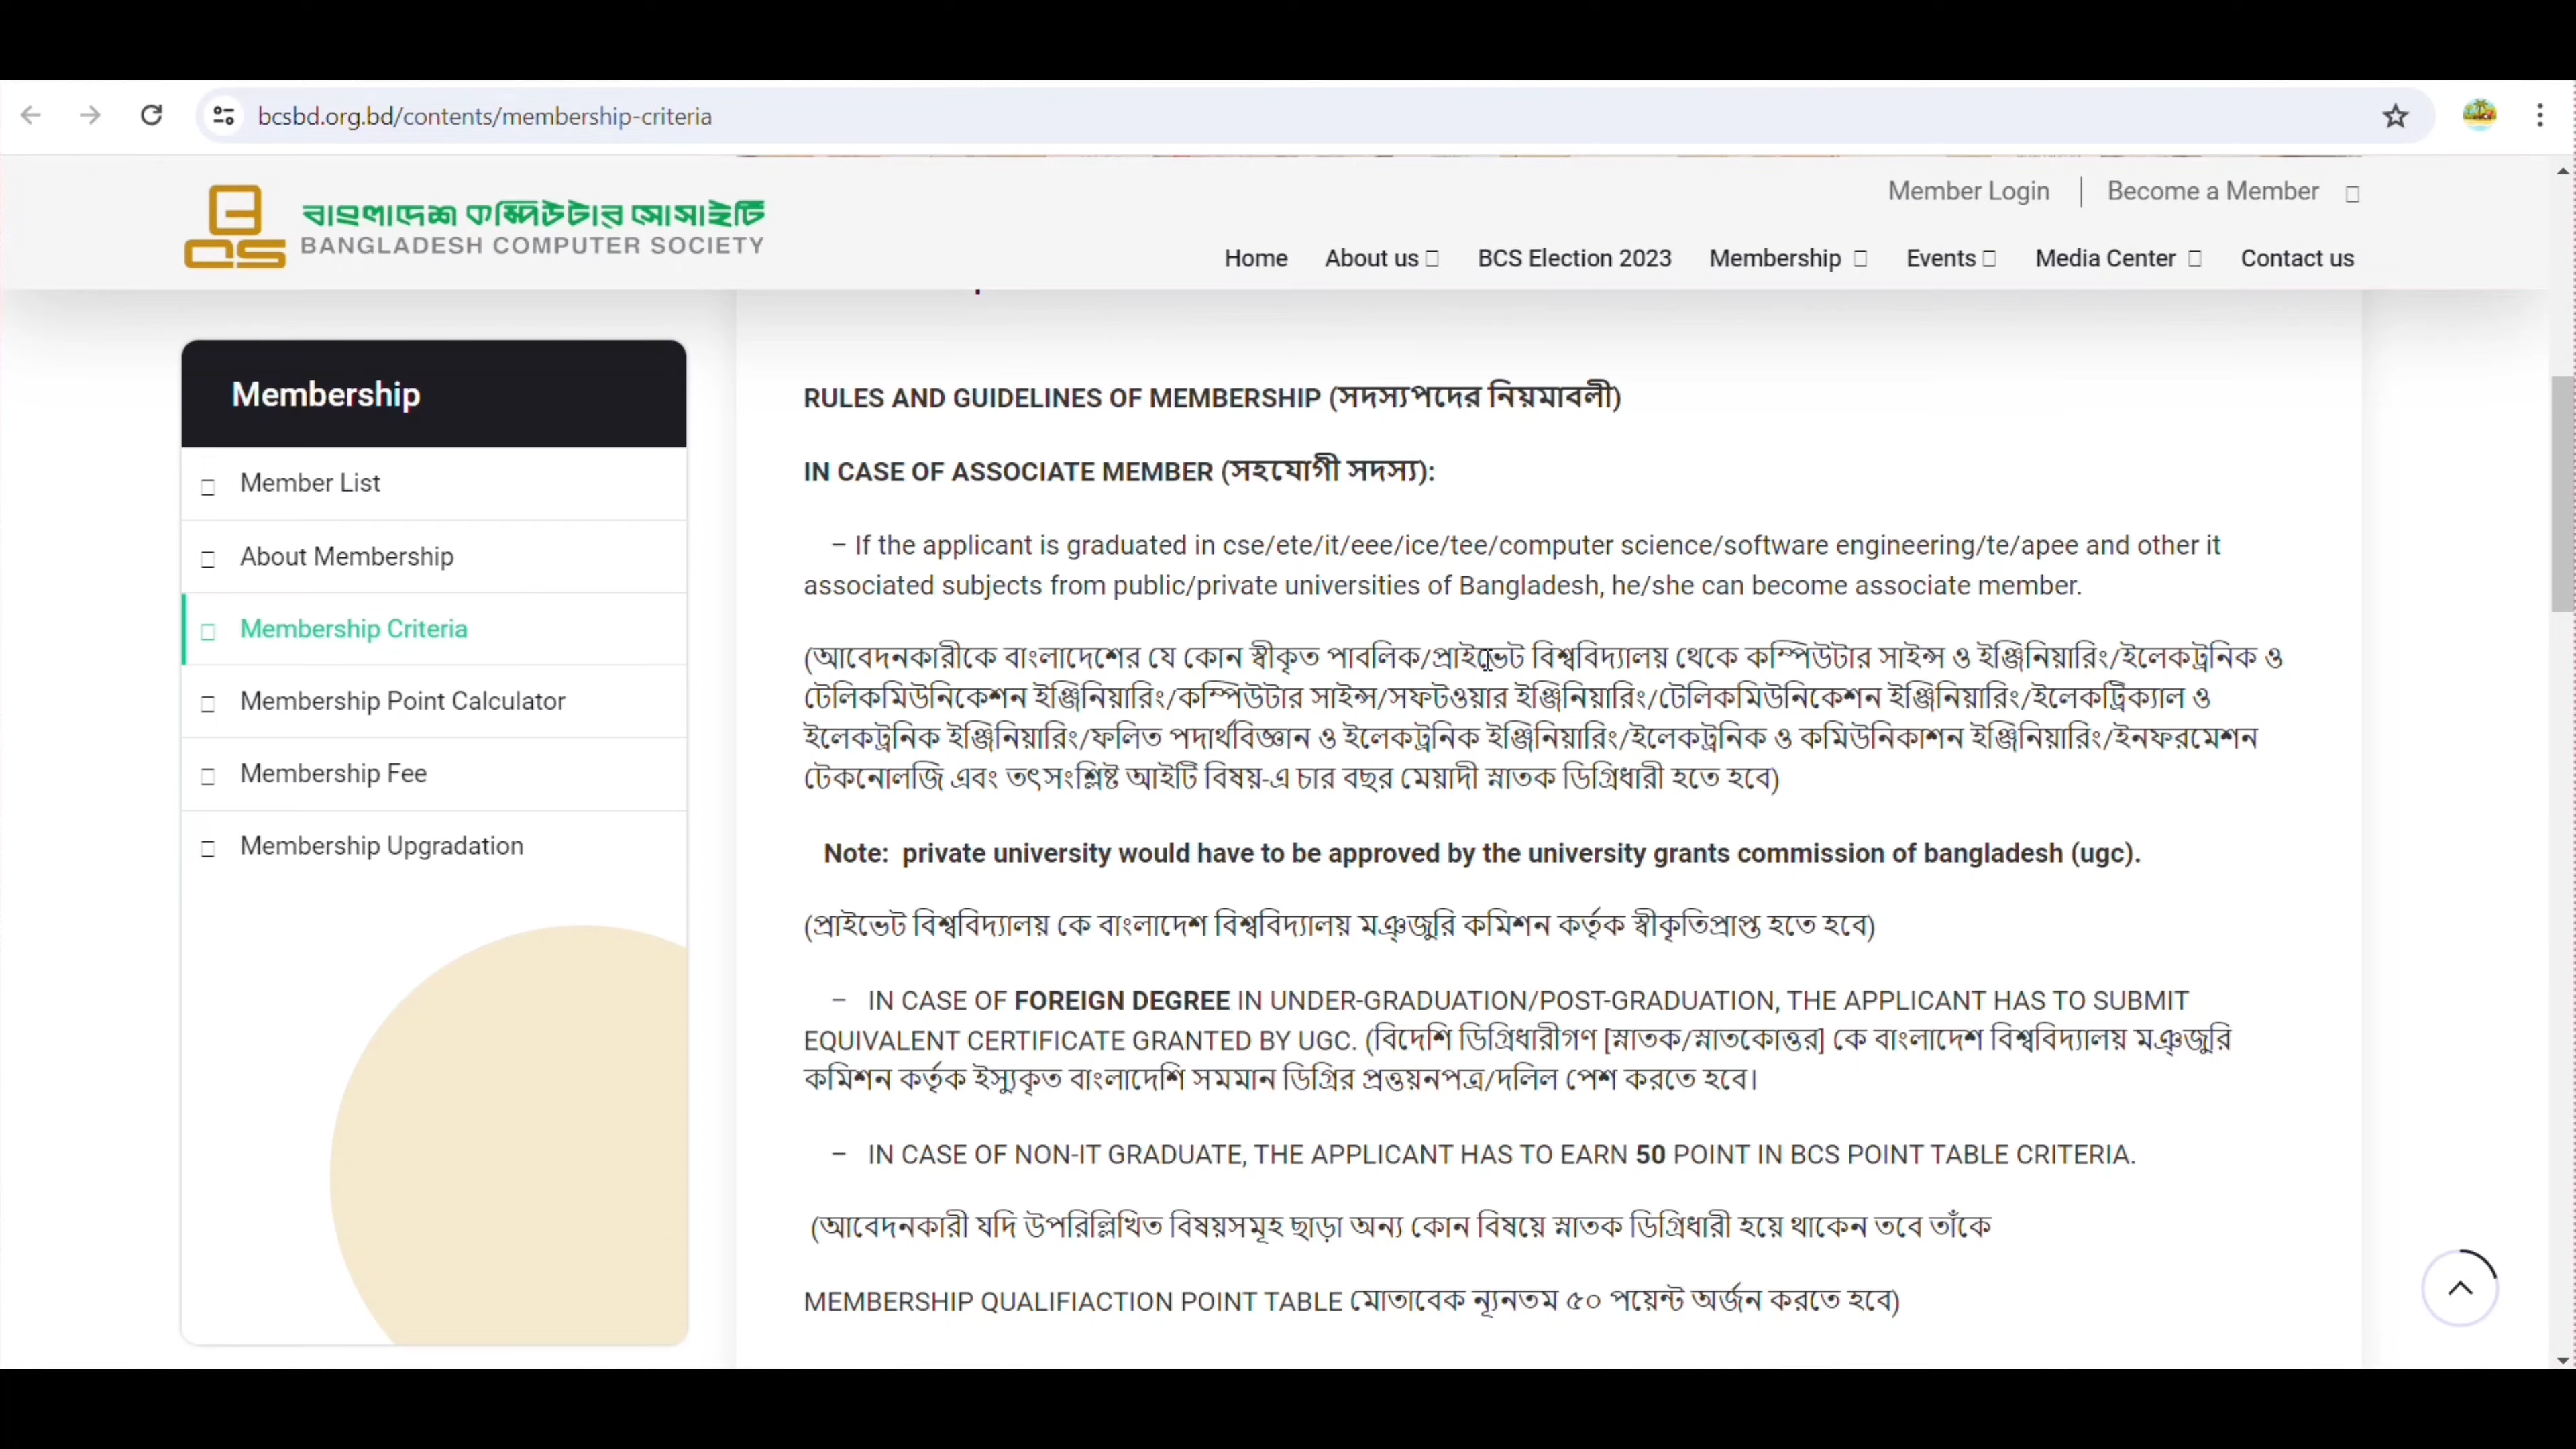 bcsbd.org.bd/contents/membership-criteria
Member Login
Become a Member
বাংলাদেশ কম্পিউটার সোসাইটি
BANGLADESH COMPUTER SOCIETY
Home
About us
BCS Election 2023
Membership
Events
Media Center
Contact us
Membership
Member List
About Membership
Membership Criteria
Membership Point Calculator
Membership Fee
Membership Upgradation
RULES AND GUIDELINES OF MEMBERSHIP (সদস্যপদের নিয়মাবলী)
IN CASE OF ASSOCIATE MEMBER (সহযোগী সদস্য):
– If the applicant is graduated in cse/ete/it/eee/ice/tee/computer science/software engineering/te/apee and other it
associated subjects from public/private universities of Bangladesh, he/she can become associate member.
(আবেদনকারীকে বাংলাদেশের যে কোন স্বীকৃত পাবলিক/প্রাইভেট বিশ্ববিদ্যালয় থেকে কম্পিউটার সাইন্স ও ইঞ্জিনিয়ারিং/ইলেকট্রনিক ও
টেলিকমিউনিকেশন ইঞ্জিনিয়ারিং/কম্পিউটার সাইন্স/সফটওয়ার ইঞ্জিনিয়ারিং/টেলিকমিউনিকেশন ইঞ্জিনিয়ারিং/ইলেকট্রিক্যাল ও
ইলেকট্রনিক ইঞ্জিনিয়ারিং/ফলিত পদার্থবিজ্ঞান ও ইলেকট্রনিক ইঞ্জিনিয়ারিং/ইলেকট্রনিক ও কমিউনিকাশন ইঞ্জিনিয়ারিং/ইনফরমেশন
টেকনোলজি এবং তৎসংশ্লিষ্ট আইটি বিষয়-এ চার বছর মেয়াদী স্নাতক ডিগ্রিধারী হতে হবে)
Note: private university would have to be approved by the university grants commission of bangladesh (ugc).
(প্রাইভেট বিশ্ববিদ্যালয় কে বাংলাদেশ বিশ্ববিদ্যালয় মঞ্জুরি কমিশন কর্তৃক স্বীকৃতিপ্রাপ্ত হতে হবে)
– IN CASE OF FOREIGN DEGREE IN UNDER-GRADUATION/POST-GRADUATION, THE APPLICANT HAS TO SUBMIT
EQUIVALENT CERTIFICATE GRANTED BY UGC. (বিদেশি ডিগ্রিধারীগণ [স্নাতক/স্নাতকোত্তর] কে বাংলাদেশ বিশ্ববিদ্যালয় মঞ্জুরি
কমিশন কর্তৃক ইস্যুকৃত বাংলাদেশি সমমান ডিগ্রির প্রত্তয়নপত্র/দলিল পেশ করতে হবে।
– IN CASE OF NON-IT GRADUATE, THE APPLICANT HAS TO EARN 50 POINT IN BCS POINT TABLE CRITERIA.
(আবেদনকারী যদি উপরিল্লিখিত বিষয়সমূহ ছাড়া অন্য কোন বিষয়ে স্নাতক ডিগ্রিধারী হয়ে থাকেন তবে তাঁকে
MEMBERSHIP QUALIFIACTION POINT TABLE মোতাবেক ন্যূনতম ৫০ পয়েন্ট অর্জন করতে হবে)